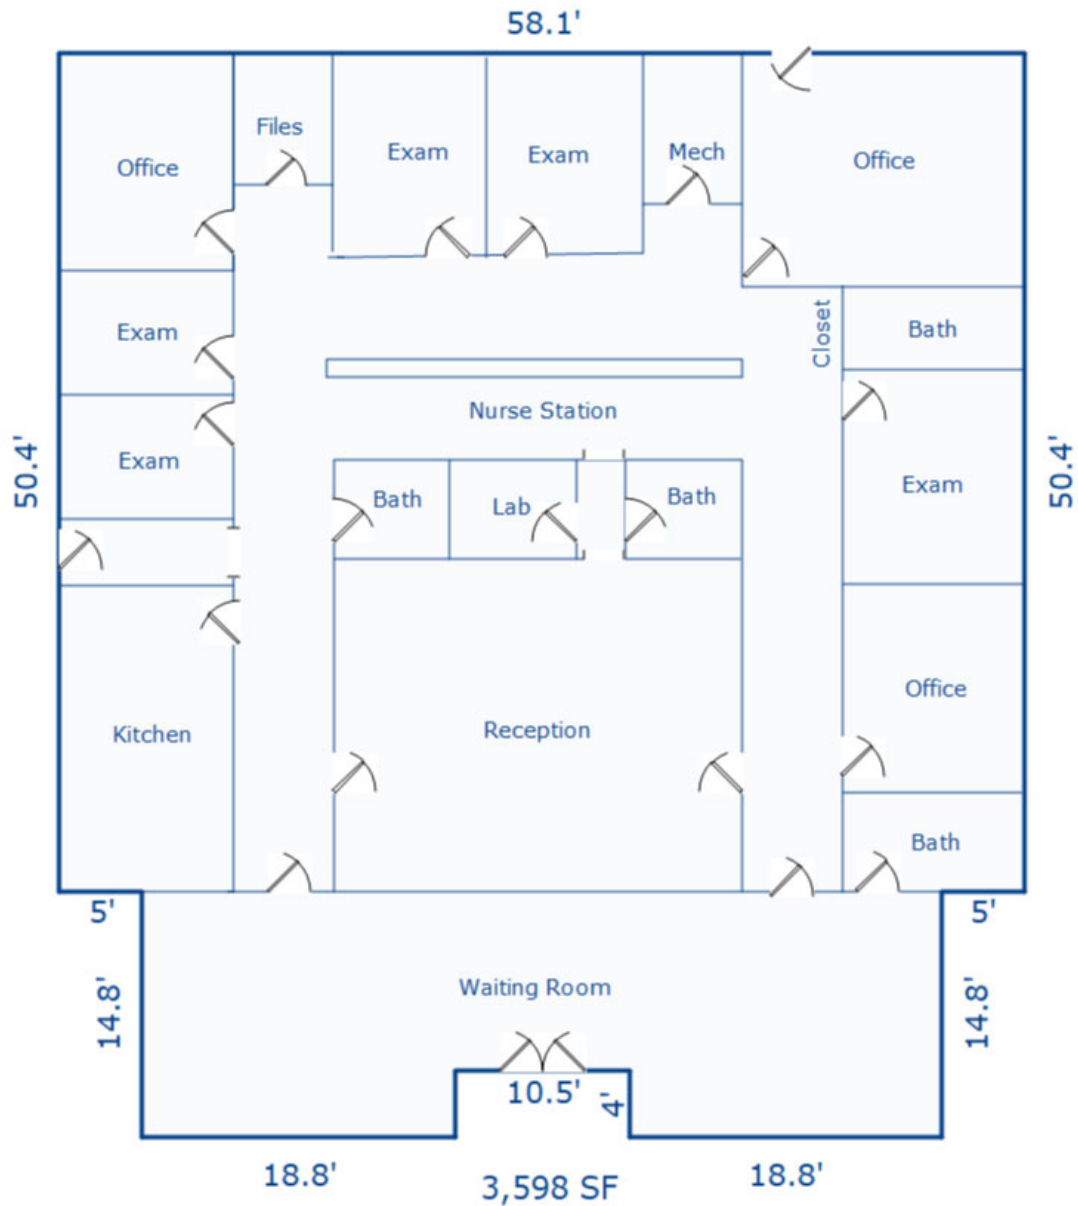 58.1'
Files
Exam
Exam
Mech
Office
Office
Closet
Exam
Bath
Nurse Station
50.4'
50.4'
Exam
Bath
Lab
Bath
Exam
Office
Kitchen
Reception
Bath
5'
5'
Waiting Room
14.8'
14.8'
10.5'
4'
18.8'
3,598 SF
18.8'